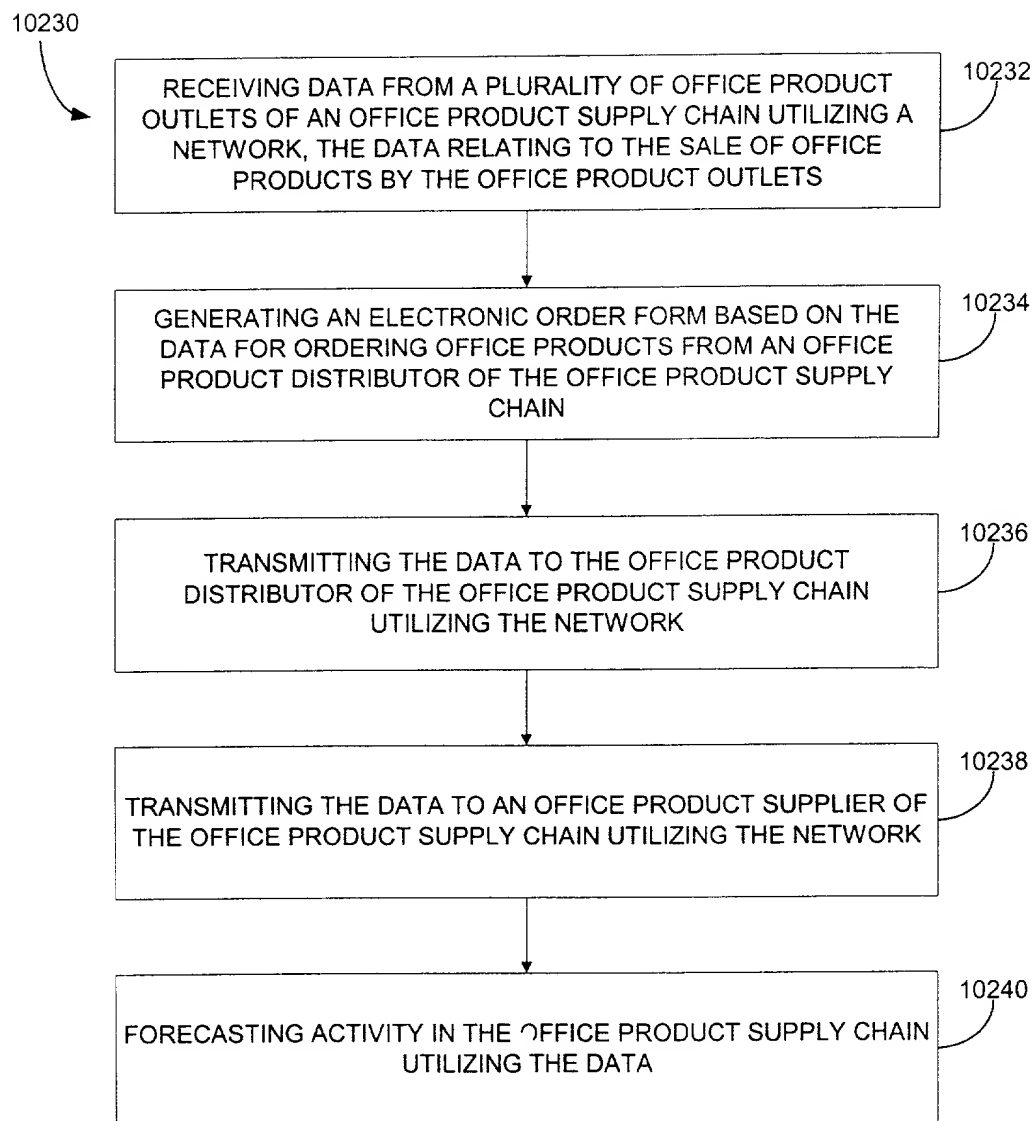 10230
RECEIVING DATA FROM A PLURALITY OF OFFICE PRODUCT
OUTLETS OF AN OFFICE PRODUCT SUPPLY CHAIN UTILIZING A
NETWORK, THE DATA RELATING TO THE SALE OF OFFICE
PRODUCTS BY THE OFFICE PRODUCT OUTLETS
10232
GENERATING AN ELECTRONIC ORDER FORM BASED ON THE
DATA FOR ORDERING OFFICE PRODUCTS FROM AN OFFICE
PRODUCT DISTRIBUTOR OF THE OFFICE PRODUCT SUPPLY
CHAIN
10234
TRANSMITTING THE DATA TO THE OFFICE PRODUCT
DISTRIBUTOR OF THE OFFICE PRODUCT SUPPLY CHAIN
UTILIZING THE NETWORK
10236
TRANSMITTING THE DATA TO AN OFFICE PRODUCT SUPPLIER OF
THE OFFICE PRODUCT SUPPLY CHAIN UTILIZING THE NETWORK
10238
FORECASTING ACTIVITY IN THE OFFICE PRODUCT SUPPLY CHAIN
UTILIZING THE DATA
10240